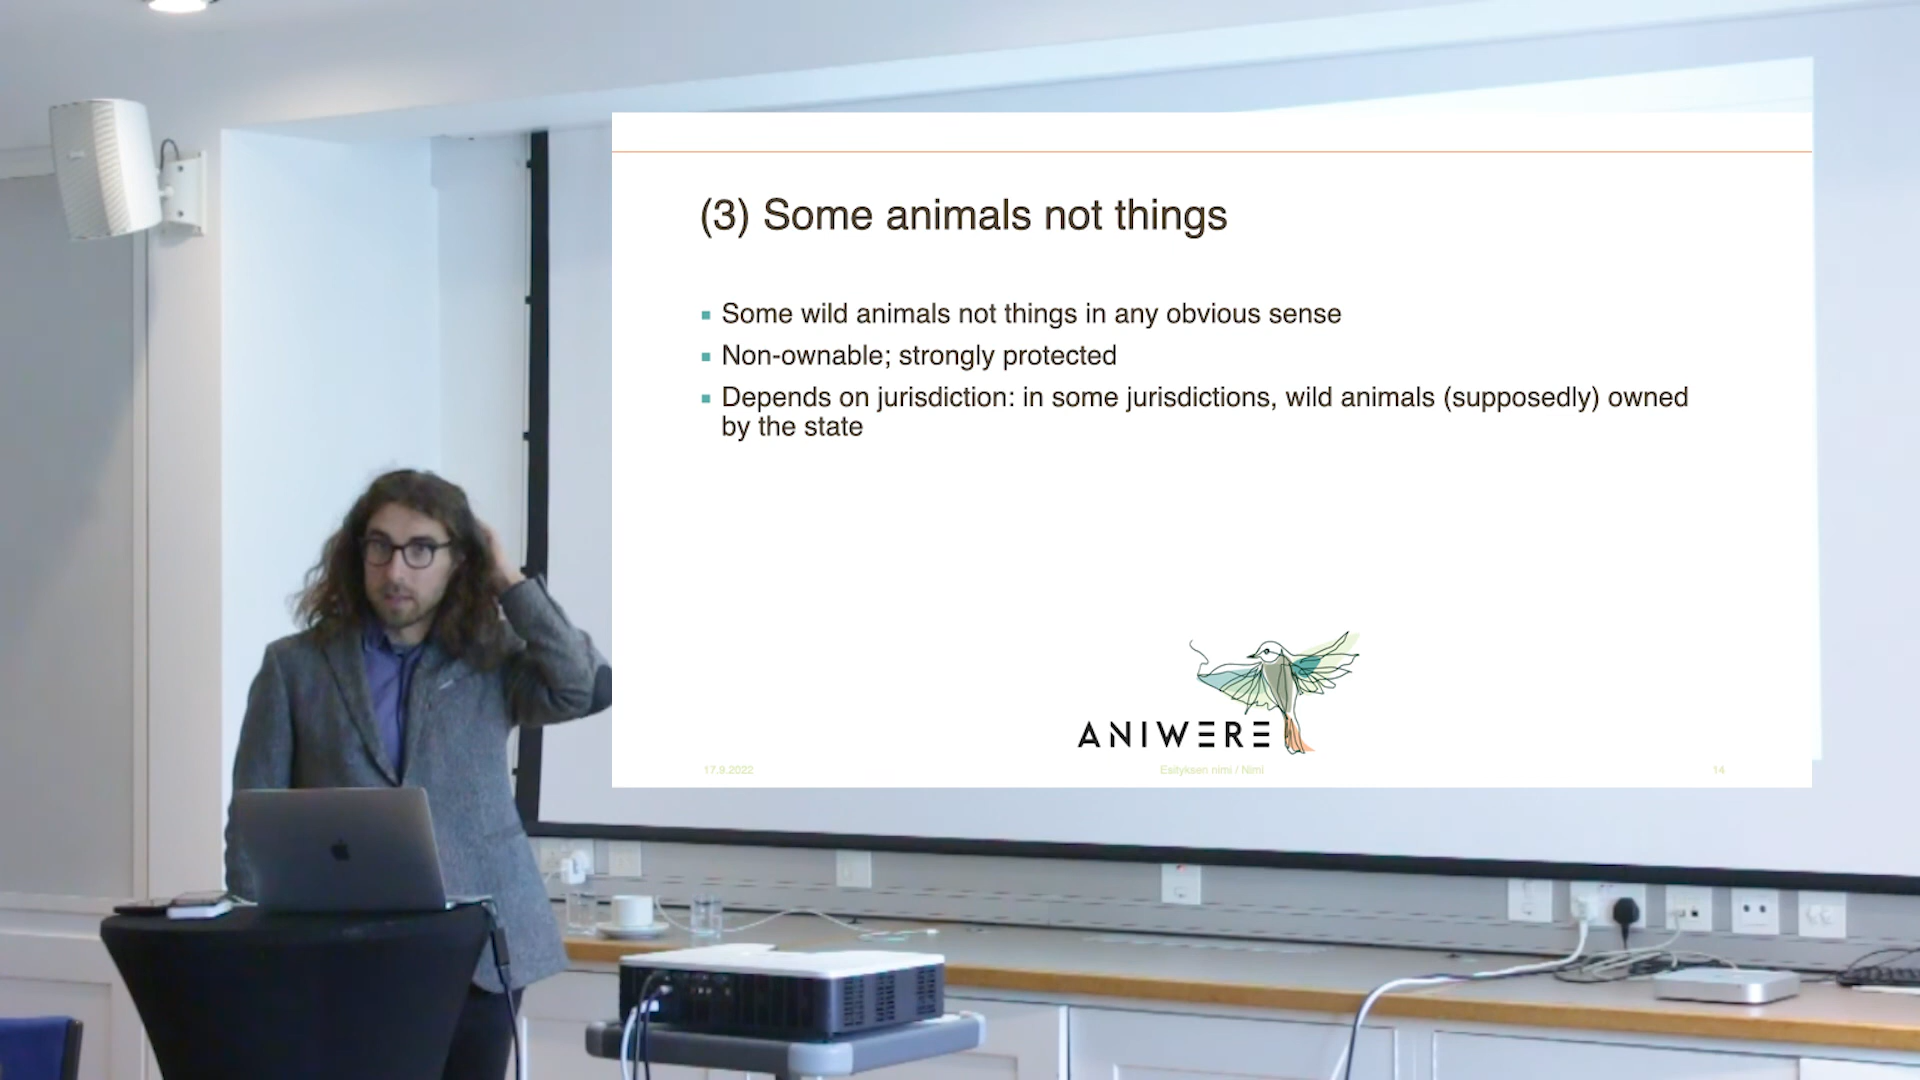 (3) Some animals not things
Some wild animals not things in any obvious sense
Non-ownable; strongly protected
Depends on jurisdiction: in some jurisdictions, wild animals (supposedly) owned
by the state
ANIWERE
17.9.2022
Esityksen nimi / Nimi
14